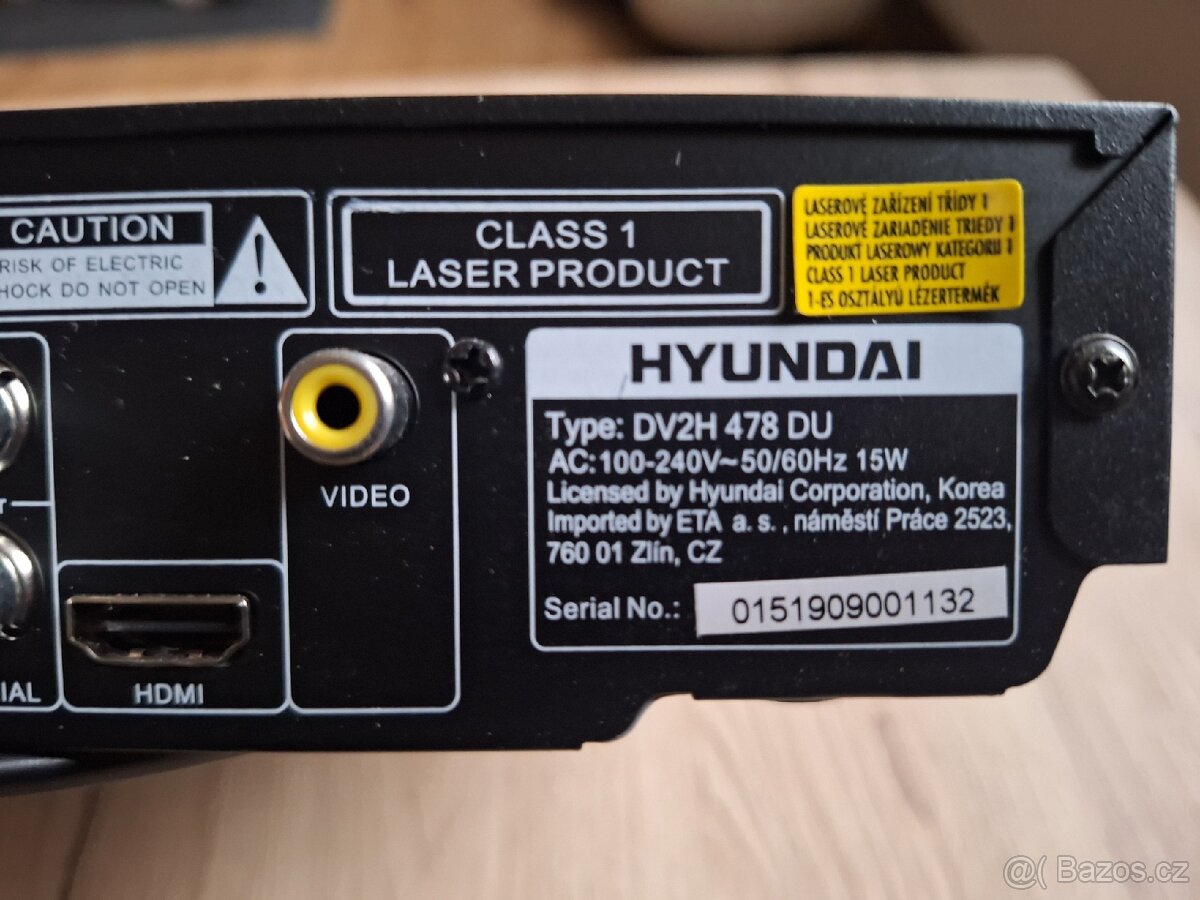 CAUTION
RISK OF ELECTRIC
SHOCK DO NOT OPEN
CLASS 1
LASER PRODUCT
LASEROVÉ ZAŘÍZENÍ TŘÍDY 1
LASEROVÉ ZARIADENIE TRIEDY 1
PRODUKT LASEROWY KATEGORII 1
CLASS 1 LASER PRODUCT
1-ES OSZTÁLYÚ LÉZERTERMÉK
VIDEO
HDMI
IAL
HYUNDAI
Type: DV2H 478 DU
AC:100-240V~50/60Hz 15W
Licensed by Hyundai Corporation, Korea
Imported by ETA a. s. , náměstí Práce 2523,
760 01 Zlín, CZ
Serial No.: 0151909001132
@( Bazos.cz